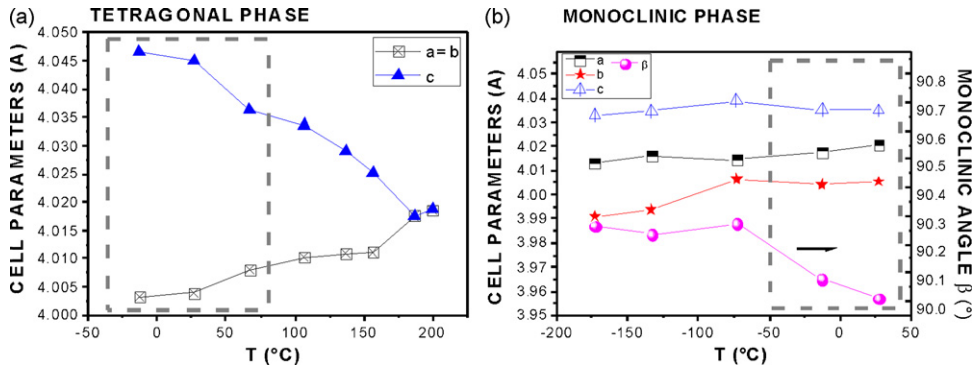 (a) TETRAGONAL PHASE
CELL PARAMETERS (A)
4.050
4.045
4.040
4.035
4.030
4.025
4.020
4.015
4.010
4.005
4.000
a= b
c
-50 0 50 100 150 200
T (ºC)
(b) MONOCLINIC PHASE
CELL PARAMETERS (A)
4.05
4.04
4.03
4.02
4.01
4.00
3.99
3.98
3.97
3.96
3.95
a
b
c
β
-200 -150 -100 -50 0 50
T (ºC)
90.8
90.7
90.6
90.5
90.4
90.3
90.2
90.1
90.0
MONOCLINIC ANGLE β (º)